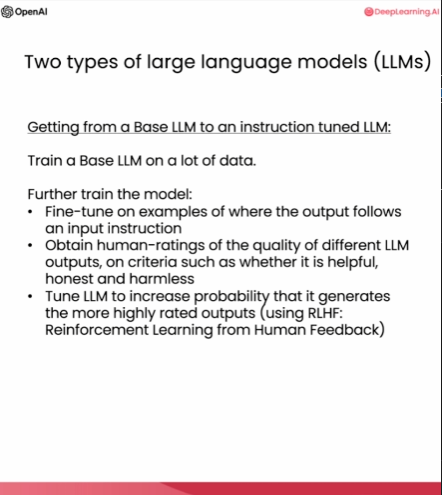 OpenAI
DeepLearning.AI
Two types of large language models (LLMs)
Getting from a Base LLM to an instruction tuned LLM:
Train a Base LLM on a lot of data.
Further train the model:
• Fine-tune on examples of where the output follows
an input instruction
• Obtain human-ratings of the quality of different LLM
outputs, on criteria such as whether it is helpful,
honest and harmless
• Tune LLM to increase probability that it generates
the more highly rated outputs (using RLHF:
Reinforcement Learning from Human Feedback)